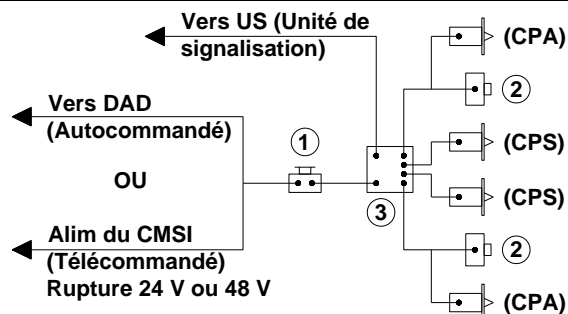 Vers US (Unité de
signalisation)
(CPA)
2
Vers DAD
(Autocommandé)
1
(CPS)
OU
3
(CPS)
Alim du CMSI
(Télécommandé)
Rupture 24 V ou 48 V
2
(CPA)